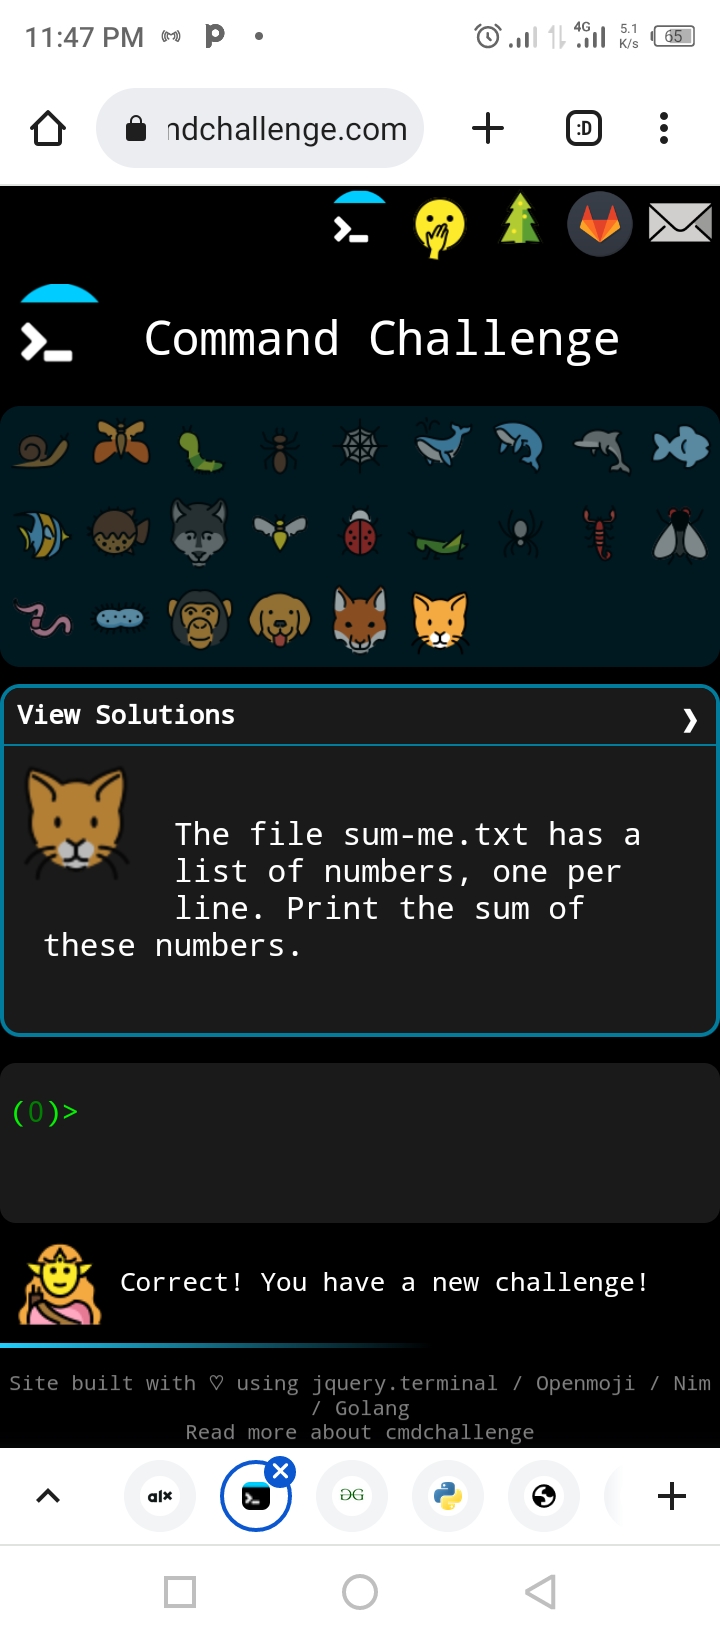 11:47 PM
4G
5.1
K/s
65
ndchallenge.com
:D
Command Challenge
View Solutions
The file sum-me.txt has a
list of numbers, one per
line. Print the sum of
these numbers.
(0)>
Correct! You have a new challenge!
Site built with ♡ using jquery.terminal / Openmoji / Nim
/ Golang
Read more about cmdchallenge
alx